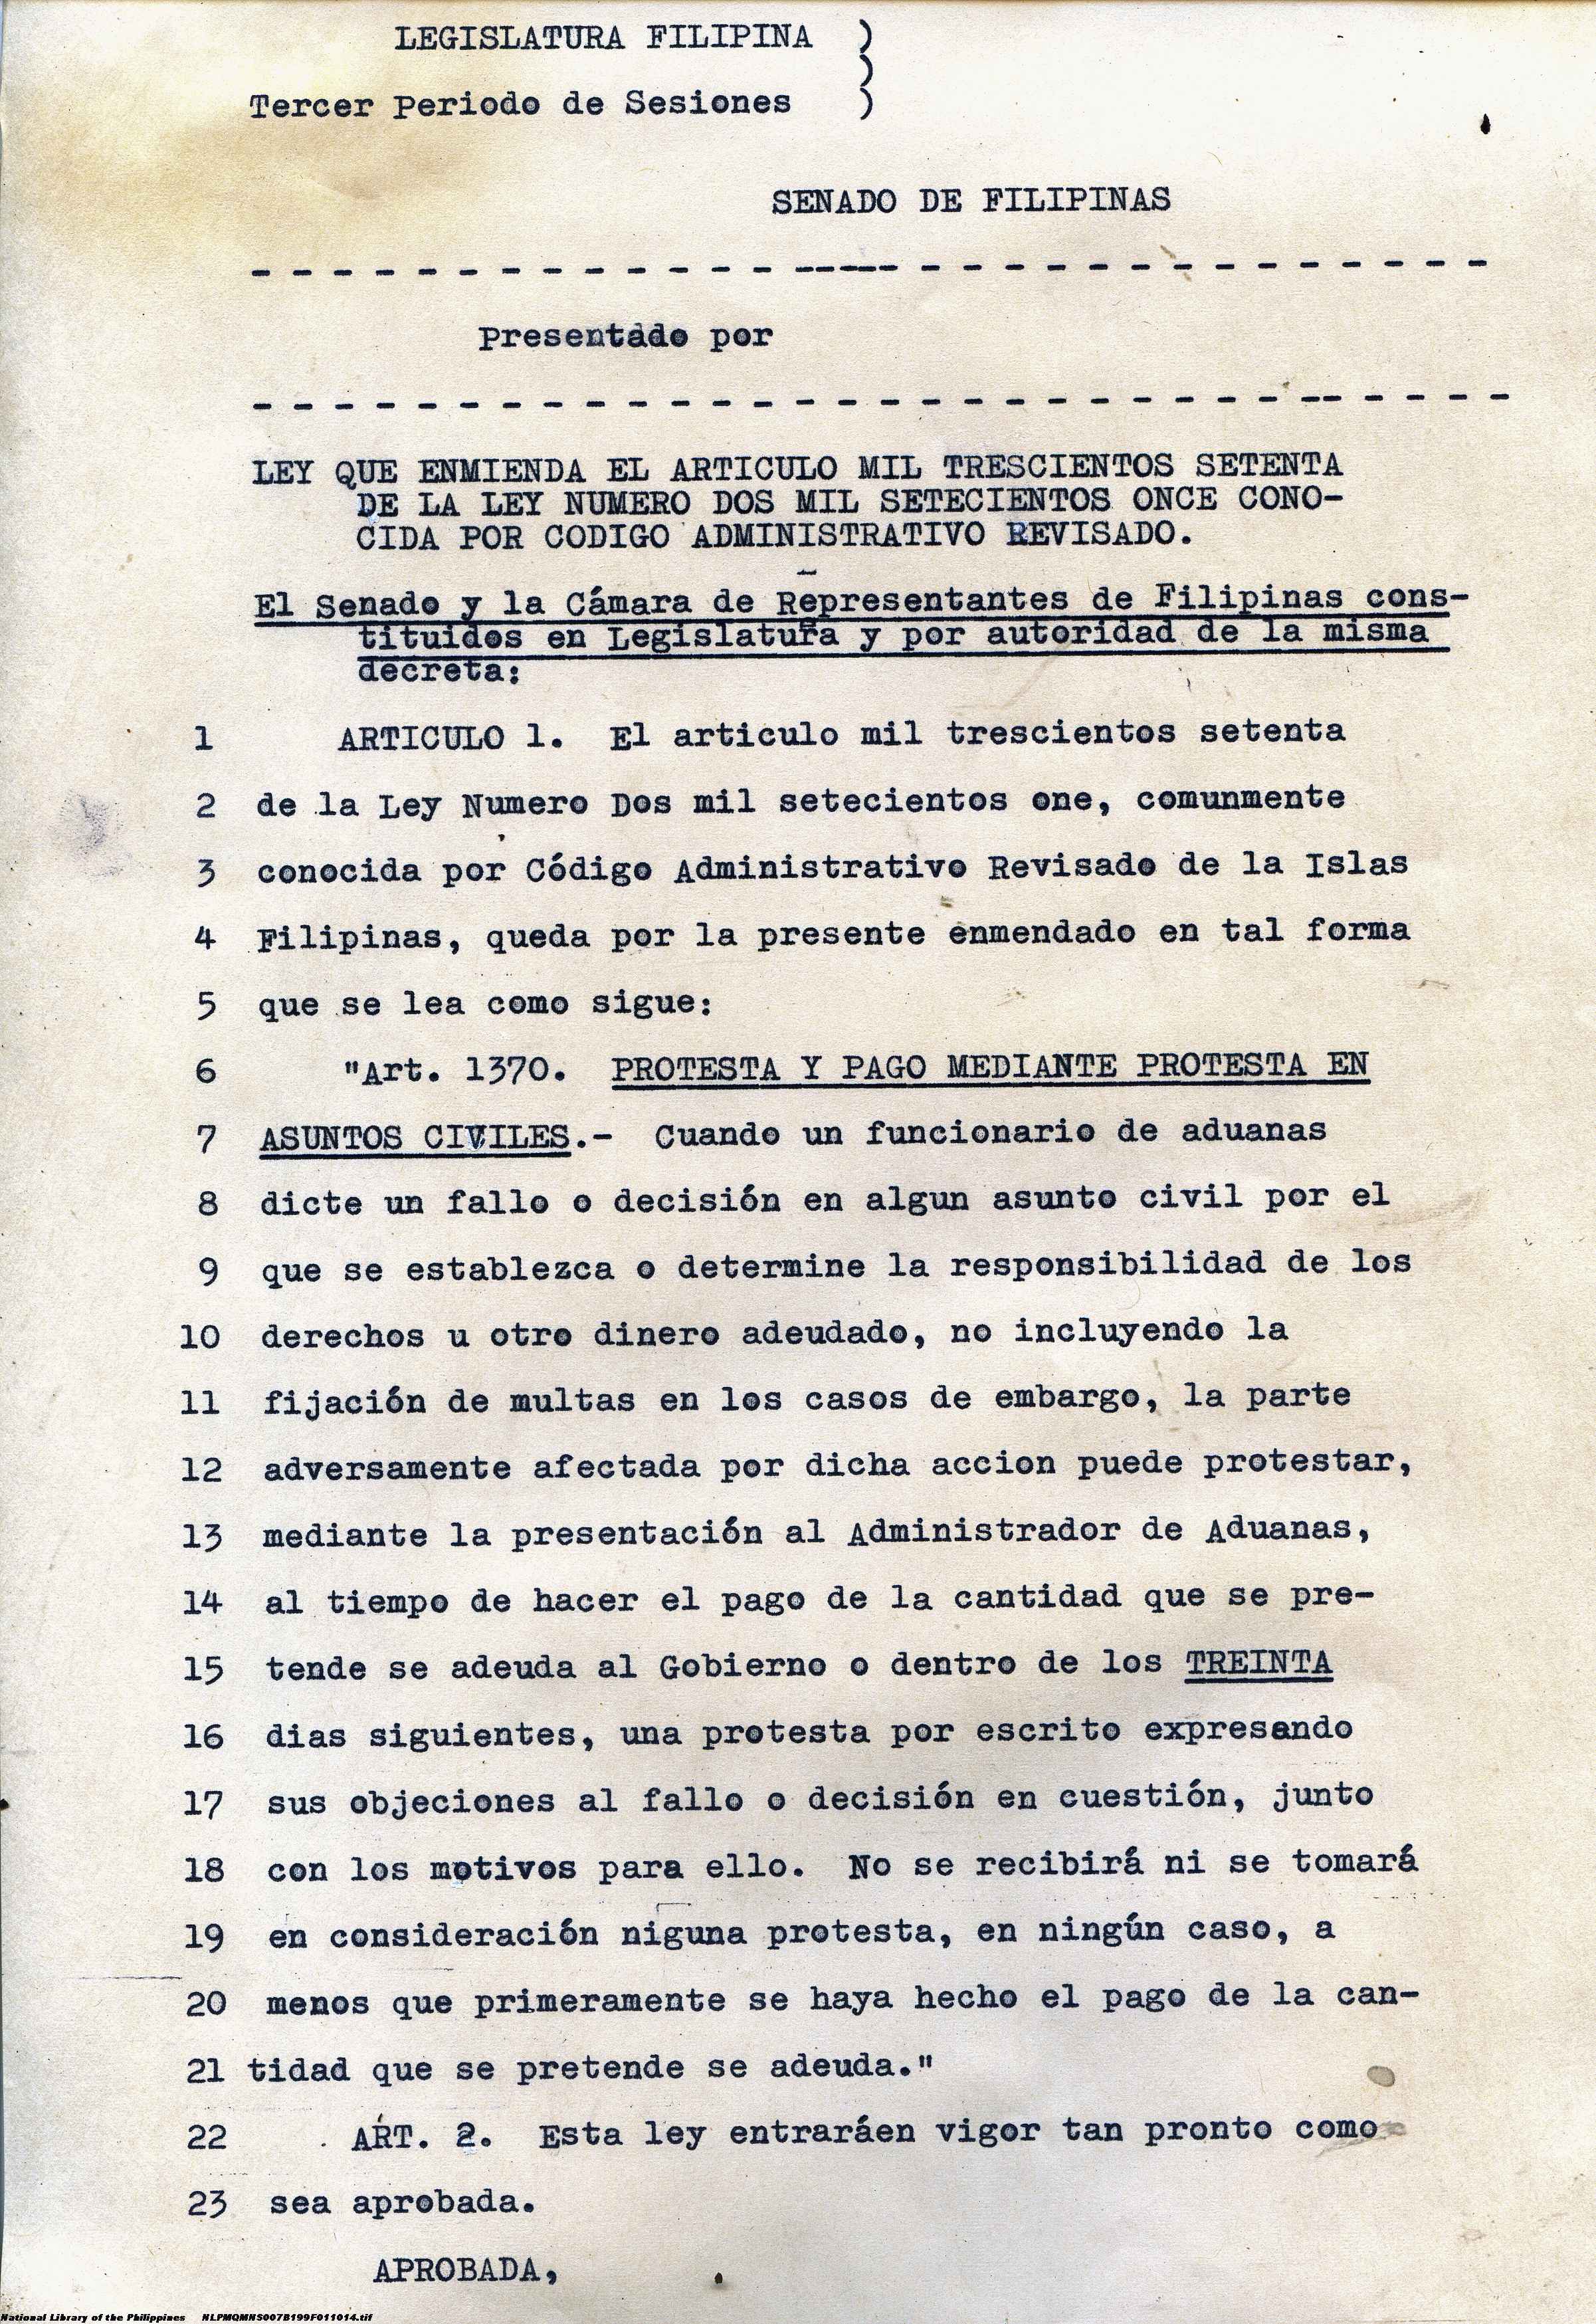 LEGISLATURA FILIPINA )
)
Tercer Periodo de Sesiones )
SENADO DE FILIPINAS
- - - - - - - - - - - - - ----- - - - - - - - - - - - - - -
Presentado por
- - - - - - - - - - - - - - - - - - - - - - - - - -- - - - -
LEY QUE ENMIENDA EL ARTICULO MIL TRESCIENTOS SETENTA
DE LA LEY NUMERO DOS MIL SETECIENTOS ONCE CONO-
CIDA POR CODIGO ADMINISTRATIVO REVISADO.
El Senado y la Cámara de Representantes de Filipinas cons-
tituidos en Legislatura y por autoridad de la misma
decreta:
1 ARTICULO 1. El articulo mil trescientos setenta
2 de la Ley Numero Dos mil setecientos one, comunmente
3 conocida por Código Administrativo Revisado de la Islas
4 Filipinas, queda por la presente enmendado en tal forma
5 que se lea como sigue:
6 "Art. 1370. PROTESTA Y PAGO MEDIANTE PROTESTA EN
7 ASUNTOS CIVILES.- Cuando un funcionario de aduanas
8 dicte un fallo o decisión en algun asunto civil por el
9 que se establezca o determine la responsibilidad de los
10 derechos u otro dinero adeudado, no incluyendo la
11 fijación de multas en los casos de embargo, la parte
12 adversamente afectada por dicha accion puede protestar,
13 mediante la presentación al Administrador de Aduanas,
14 al tiempo de hacer el pago de la cantidad que se pre-
15 tende se adeuda al Gobierno o dentro de los TREINTA
16 dias siguientes, una protesta por escrito expresando
17 sus objeciones al fallo o decisión en cuestión, junto
18 con los motivos para ello. No se recibirá ni se tomará
19 en consideración niguna protesta, en ningún caso, a
20 menos que primeramente se haya hecho el pago de la can-
21 tidad que se pretende se adeuda."
22 ART. 2. Esta ley entraráen vigor tan pronto como
23 sea aprobada.
APROBADA,
National Library of the Philippines NLPMQMNS007B199F011014.tif